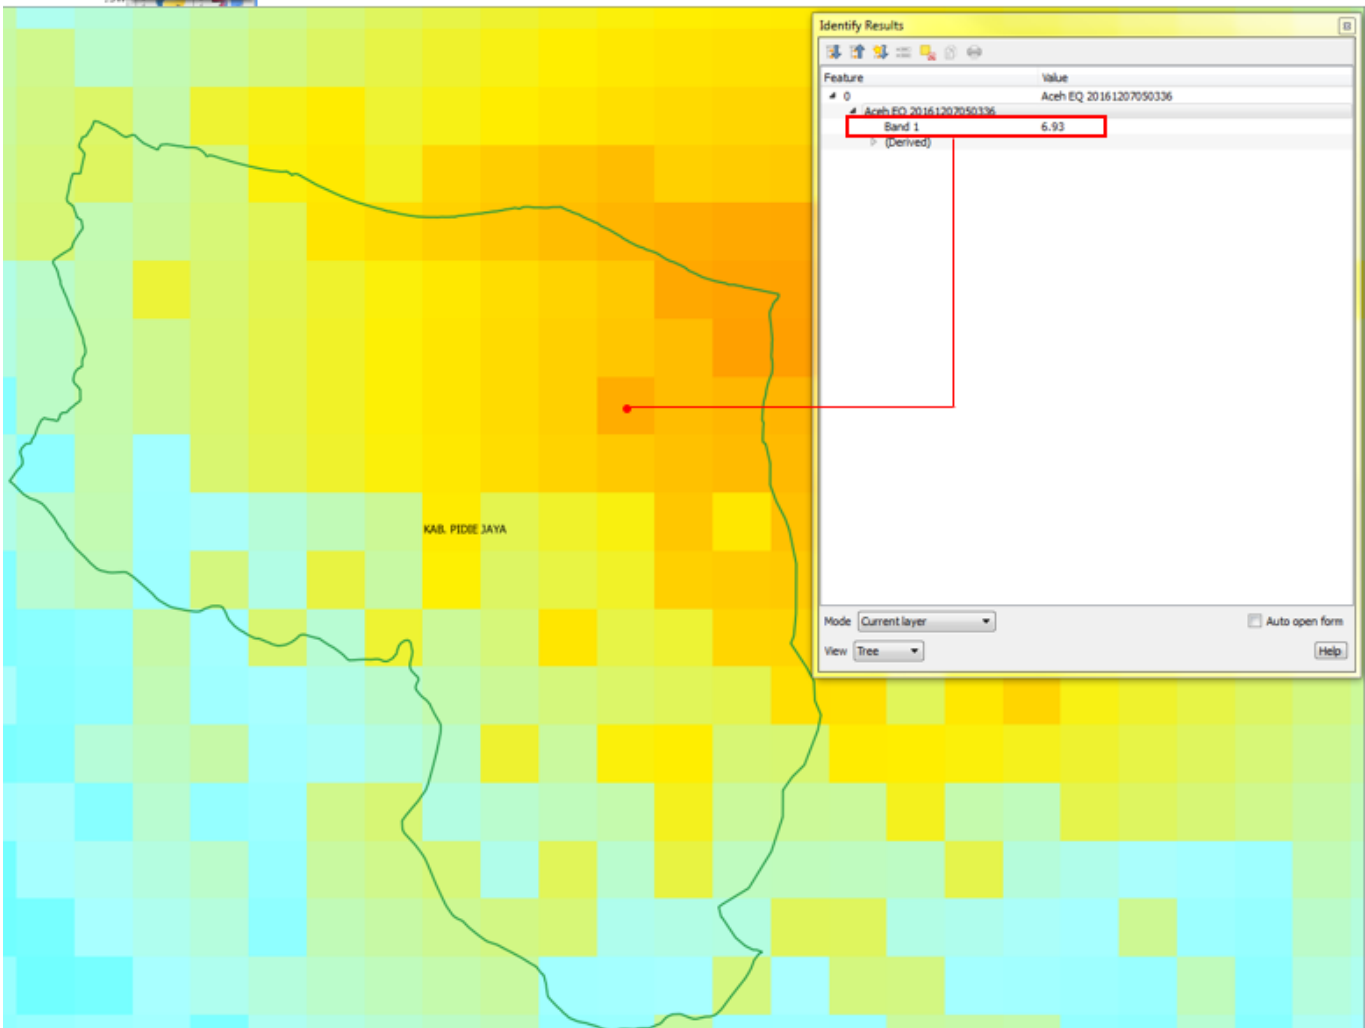 Identify Results
Feature Value
0 Aceh EQ 20161207050336
Aceh EQ 20161207050336
Band 1 6.93
(Derived)
KAB. PIDIE JAYA
Mode Current layer Auto open form
View Tree Help